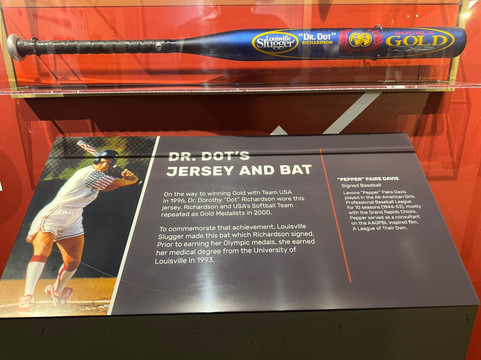 Louisville
Slugger
"DR. DOT"
RICHARDSON
GOLD
DR. DOT'S
JERSEY AND BAT
On the way to winning Gold with Team USA
in 1996, Dr. Dorothy "Dot" Richardson wore this
jersey. Richardson and USA's Softball Team
repeated as Gold Medalists in 2000.
To commemorate that achievement, Louisville
Slugger made this bat which Richardson signed.
Prior to earning her Olympic medals, she earned
her medical degree from the University of
Louisville in 1993.
"PEPPER" PAIRE DAVIS
Signed Baseball
Lavone "Pepper" Paire Davis
played in the All-American Girls
Professional Baseball League
for 10 seasons (1944-53), mostly
with the Grand Rapids Chicks.
Pepper served as a consultant
on the AAGPBL inspired film,
A League of Their Own.